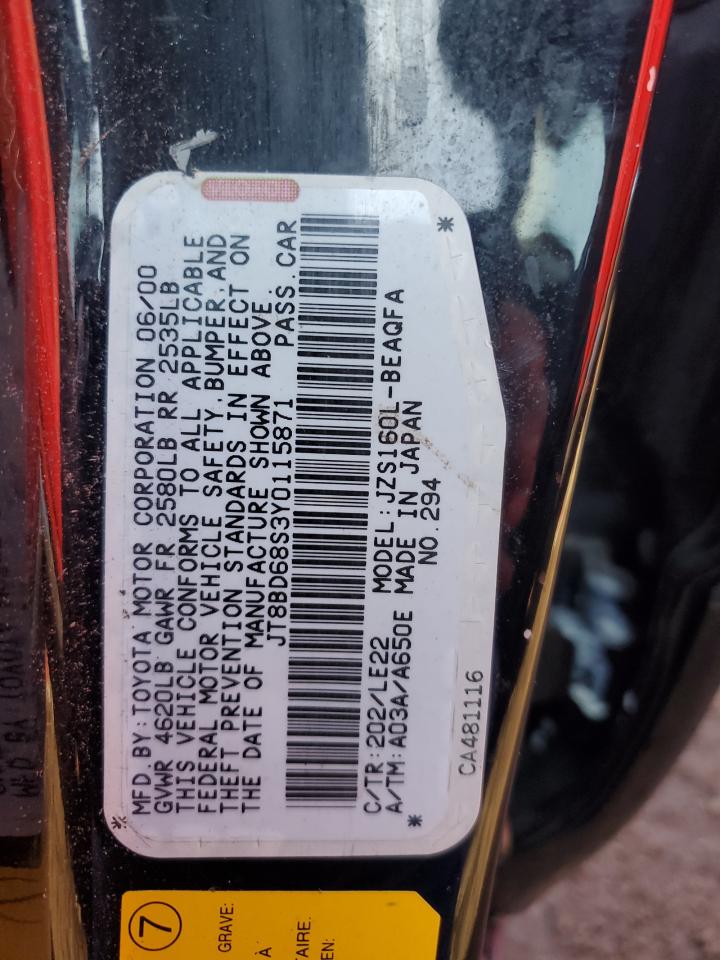 MFD. BY: TOYOTA MOTOR CORPORATION 06/00
GVWR 4620LB GAWR FR 2580LB RR 2535LB
THIS VEHICLE CONFORMS TO ALL APPLICABLE
FEDERAL MOTOR VEHICLE SAFETY, BUMPER, AND
THEFT PREVENTION STANDARDS IN EFFECT ON
THE DATE OF MANUFACTURE SHOWN ABOVE.
JT8BD68S3Y0115871 PASS. CAR
C/TR: 202/LE22 MODEL: JZS160L-BEAQFA
A/TM: A03A/A650E MADE IN JAPAN
NO. 294
CA481116
7
GRAVE:
À
TAIRE.
EN: